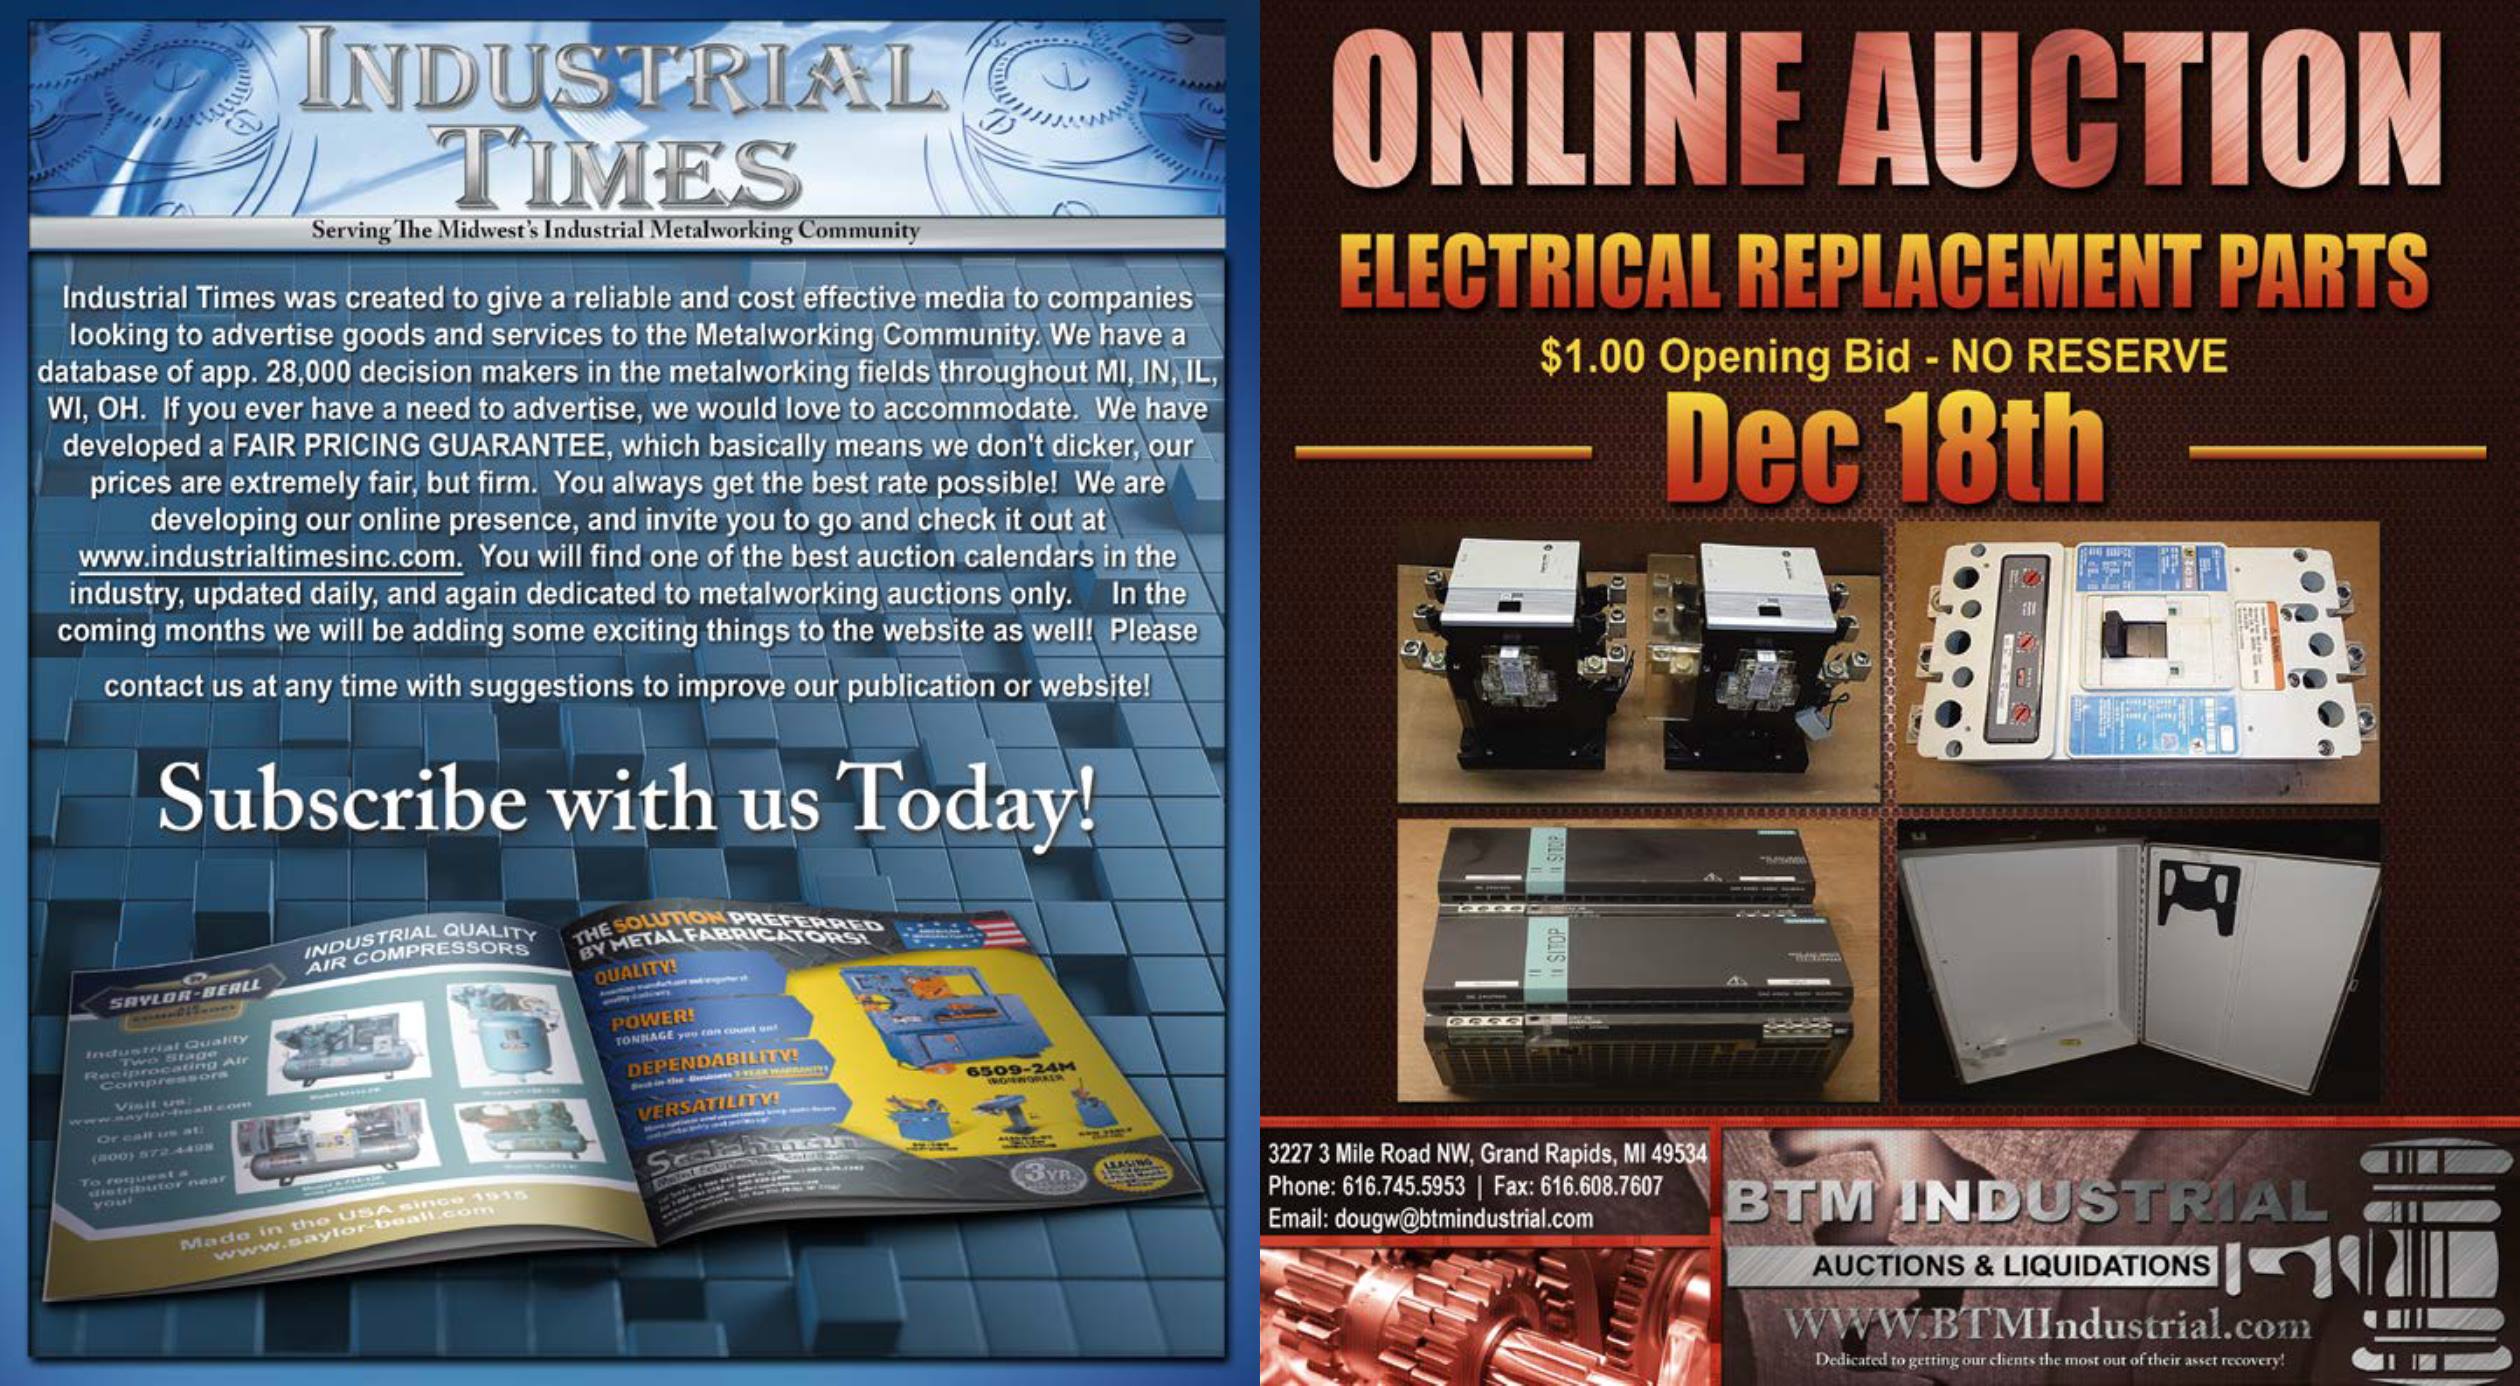 INDUSTRIAL
TIMES
Serving The Midwest's Industrial Metalworking Community
Industrial Times was created to give a reliable and cost effective media to companies
looking to advertise goods and services to the Metalworking Community. We have a
database of app. 28,000 decision makers in the metalworking fields throughout MI, IN, IL,
WI, OH. If you ever have a need to advertise, we would love to accommodate. We have
developed a FAIR PRICING GUARANTEE, which basically means we don't dicker, our
prices are extremely fair, but firm. You always get the best rate possible! We are
developing our online presence, and invite you to go and check it out at
www.industrialtimesinc.com. You will find one of the best auction calendars in the
industry, updated daily, and again dedicated to metalworking auctions only. In the
coming months we will be adding some exciting things to the website as well! Please
contact us at any time with suggestions to improve our publication or website!
Subscribe with us Today!
INDUSTRIAL QUALITY
AIR COMPRESSORS
SAYLOR-BEALL
AIR
COMPRESSORS
Industrial Quality
Two Stage
Reciprocating Air
Compressors
Visit us:
www.saylor-beall.com
Or call us at:
(800) 572.4498
To request a
distributor near
you!
Made in the USA since 1915
www.saylor-beall.com
THE SOLUTION PREFERRED
BY METAL FABRICATORS!
QUALITY!
POWER!
TONNAGE you can count on!
DEPENDABILITY!
Best-in-the-Business 3-YEAR WARRANTY!
VERSATILITY!
6509-24M
IRONWORKER
Scotchman
3YR.
LEASING
ONLINE AUCTION
ELECTRICAL REPLACEMENT PARTS
$1.00 Opening Bid - NO RESERVE
Dec 18th
SITOP
SITOP
3227 3 Mile Road NW, Grand Rapids, MI 49534
Phone: 616.745.5953 | Fax: 616.608.7607
Email: dougw@btmindustrial.com
BTM INDUSTRIAL
AUCTIONS & LIQUIDATIONS
WWW.BTMIndustrial.com
Dedicated to getting our clients the most out of their asset recovery!